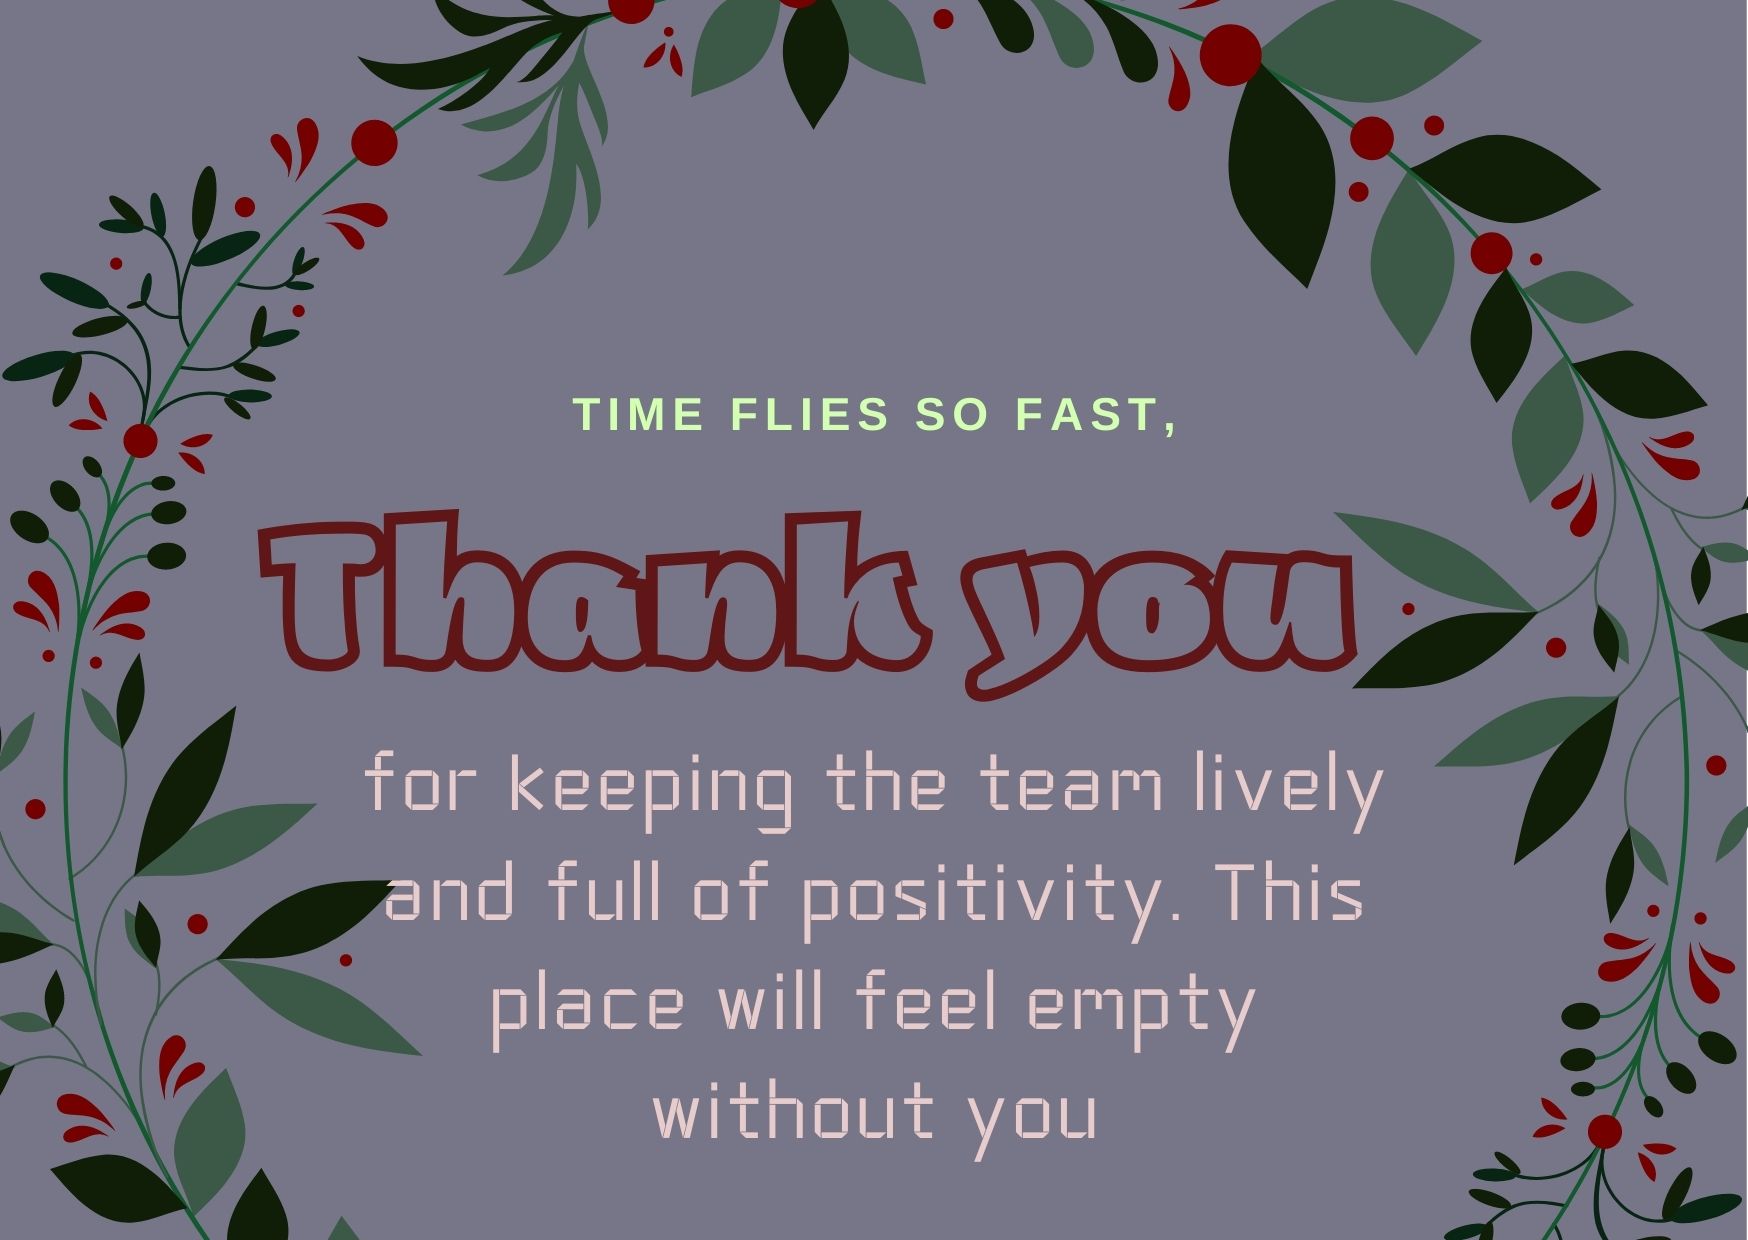 TIME FLIES SO FAST,
Thank you
for keeping the team lively
and full of positivity. This
place will feel empty
without you